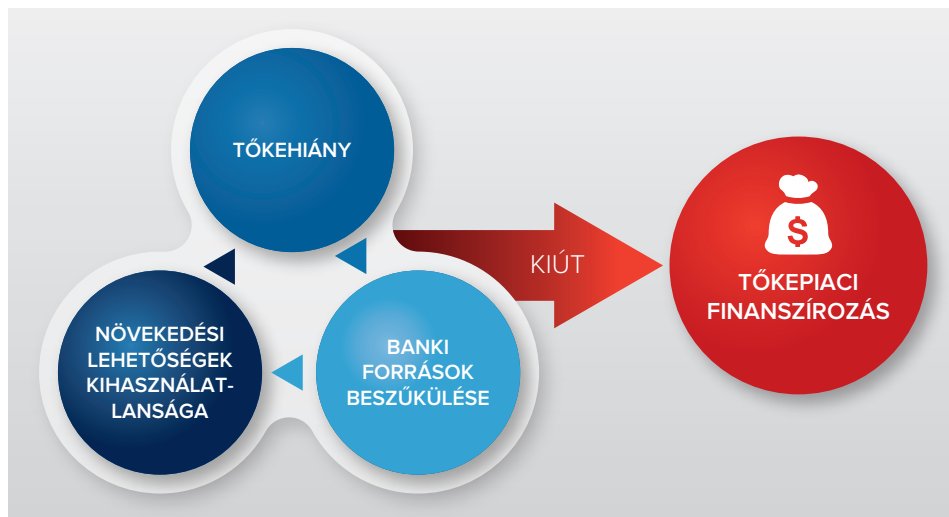 TŐKEHIÁNY
NÖVEKEDÉSI
LEHETŐSÉGEK
KIHASZNÁLAT-
LANSÁGA
BANKI
FORRÁSOK
BESZŰKÜLÉSE
KIÚT
$
TŐKEPIACI
FINANSZÍROZÁS